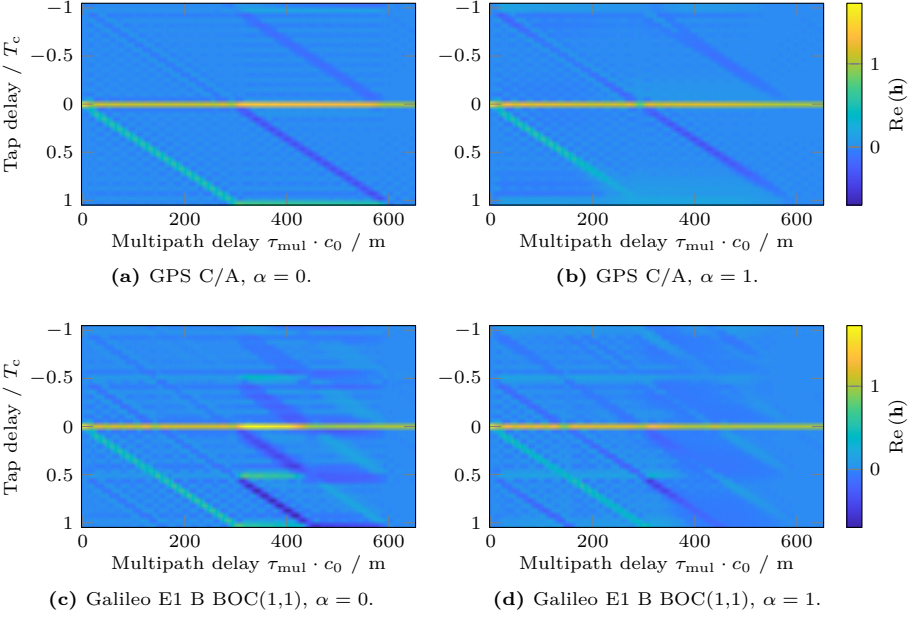 −1
−0.5
0
0.5
1
Tap delay / Tc
0 200 400 600
Multipath delay τmul · c0 / m
(a) GPS C/A, α = 0.
0 200 400 600
Multipath delay τmul · c0 / m
(b) GPS C/A, α = 1.
−1
−0.5
0
0.5
1
1
0
Re (h)
−1
−0.5
0
0.5
1
Tap delay / Tc
0 200 400 600
Multipath delay τmul · c0 / m
(c) Galileo E1 B BOC(1,1), α = 0.
−1
−0.5
0
0.5
1
0 200 400 600
Multipath delay τmul · c0 / m
(d) Galileo E1 B BOC(1,1), α = 1.
1
0
Re (h)